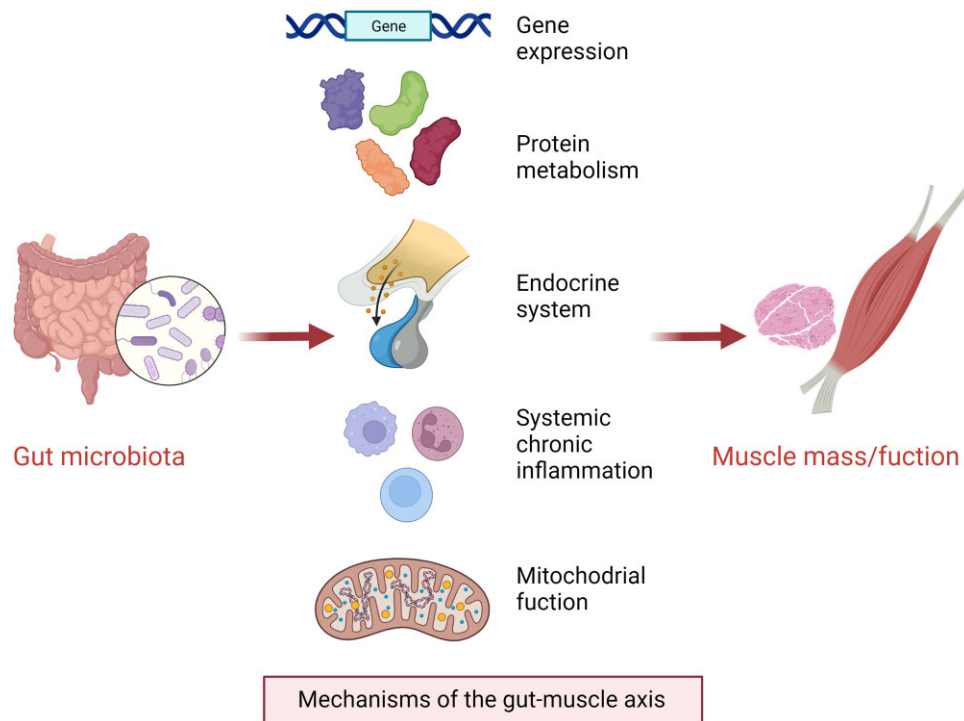 Gene
Gene
expression
Protein
metabolism
Endocrine
system
Gut microbiota
Systemic
chronic
inflammation
Muscle mass/fuction
Mitochodrial
fuction
Mechanisms of the gut-muscle axis